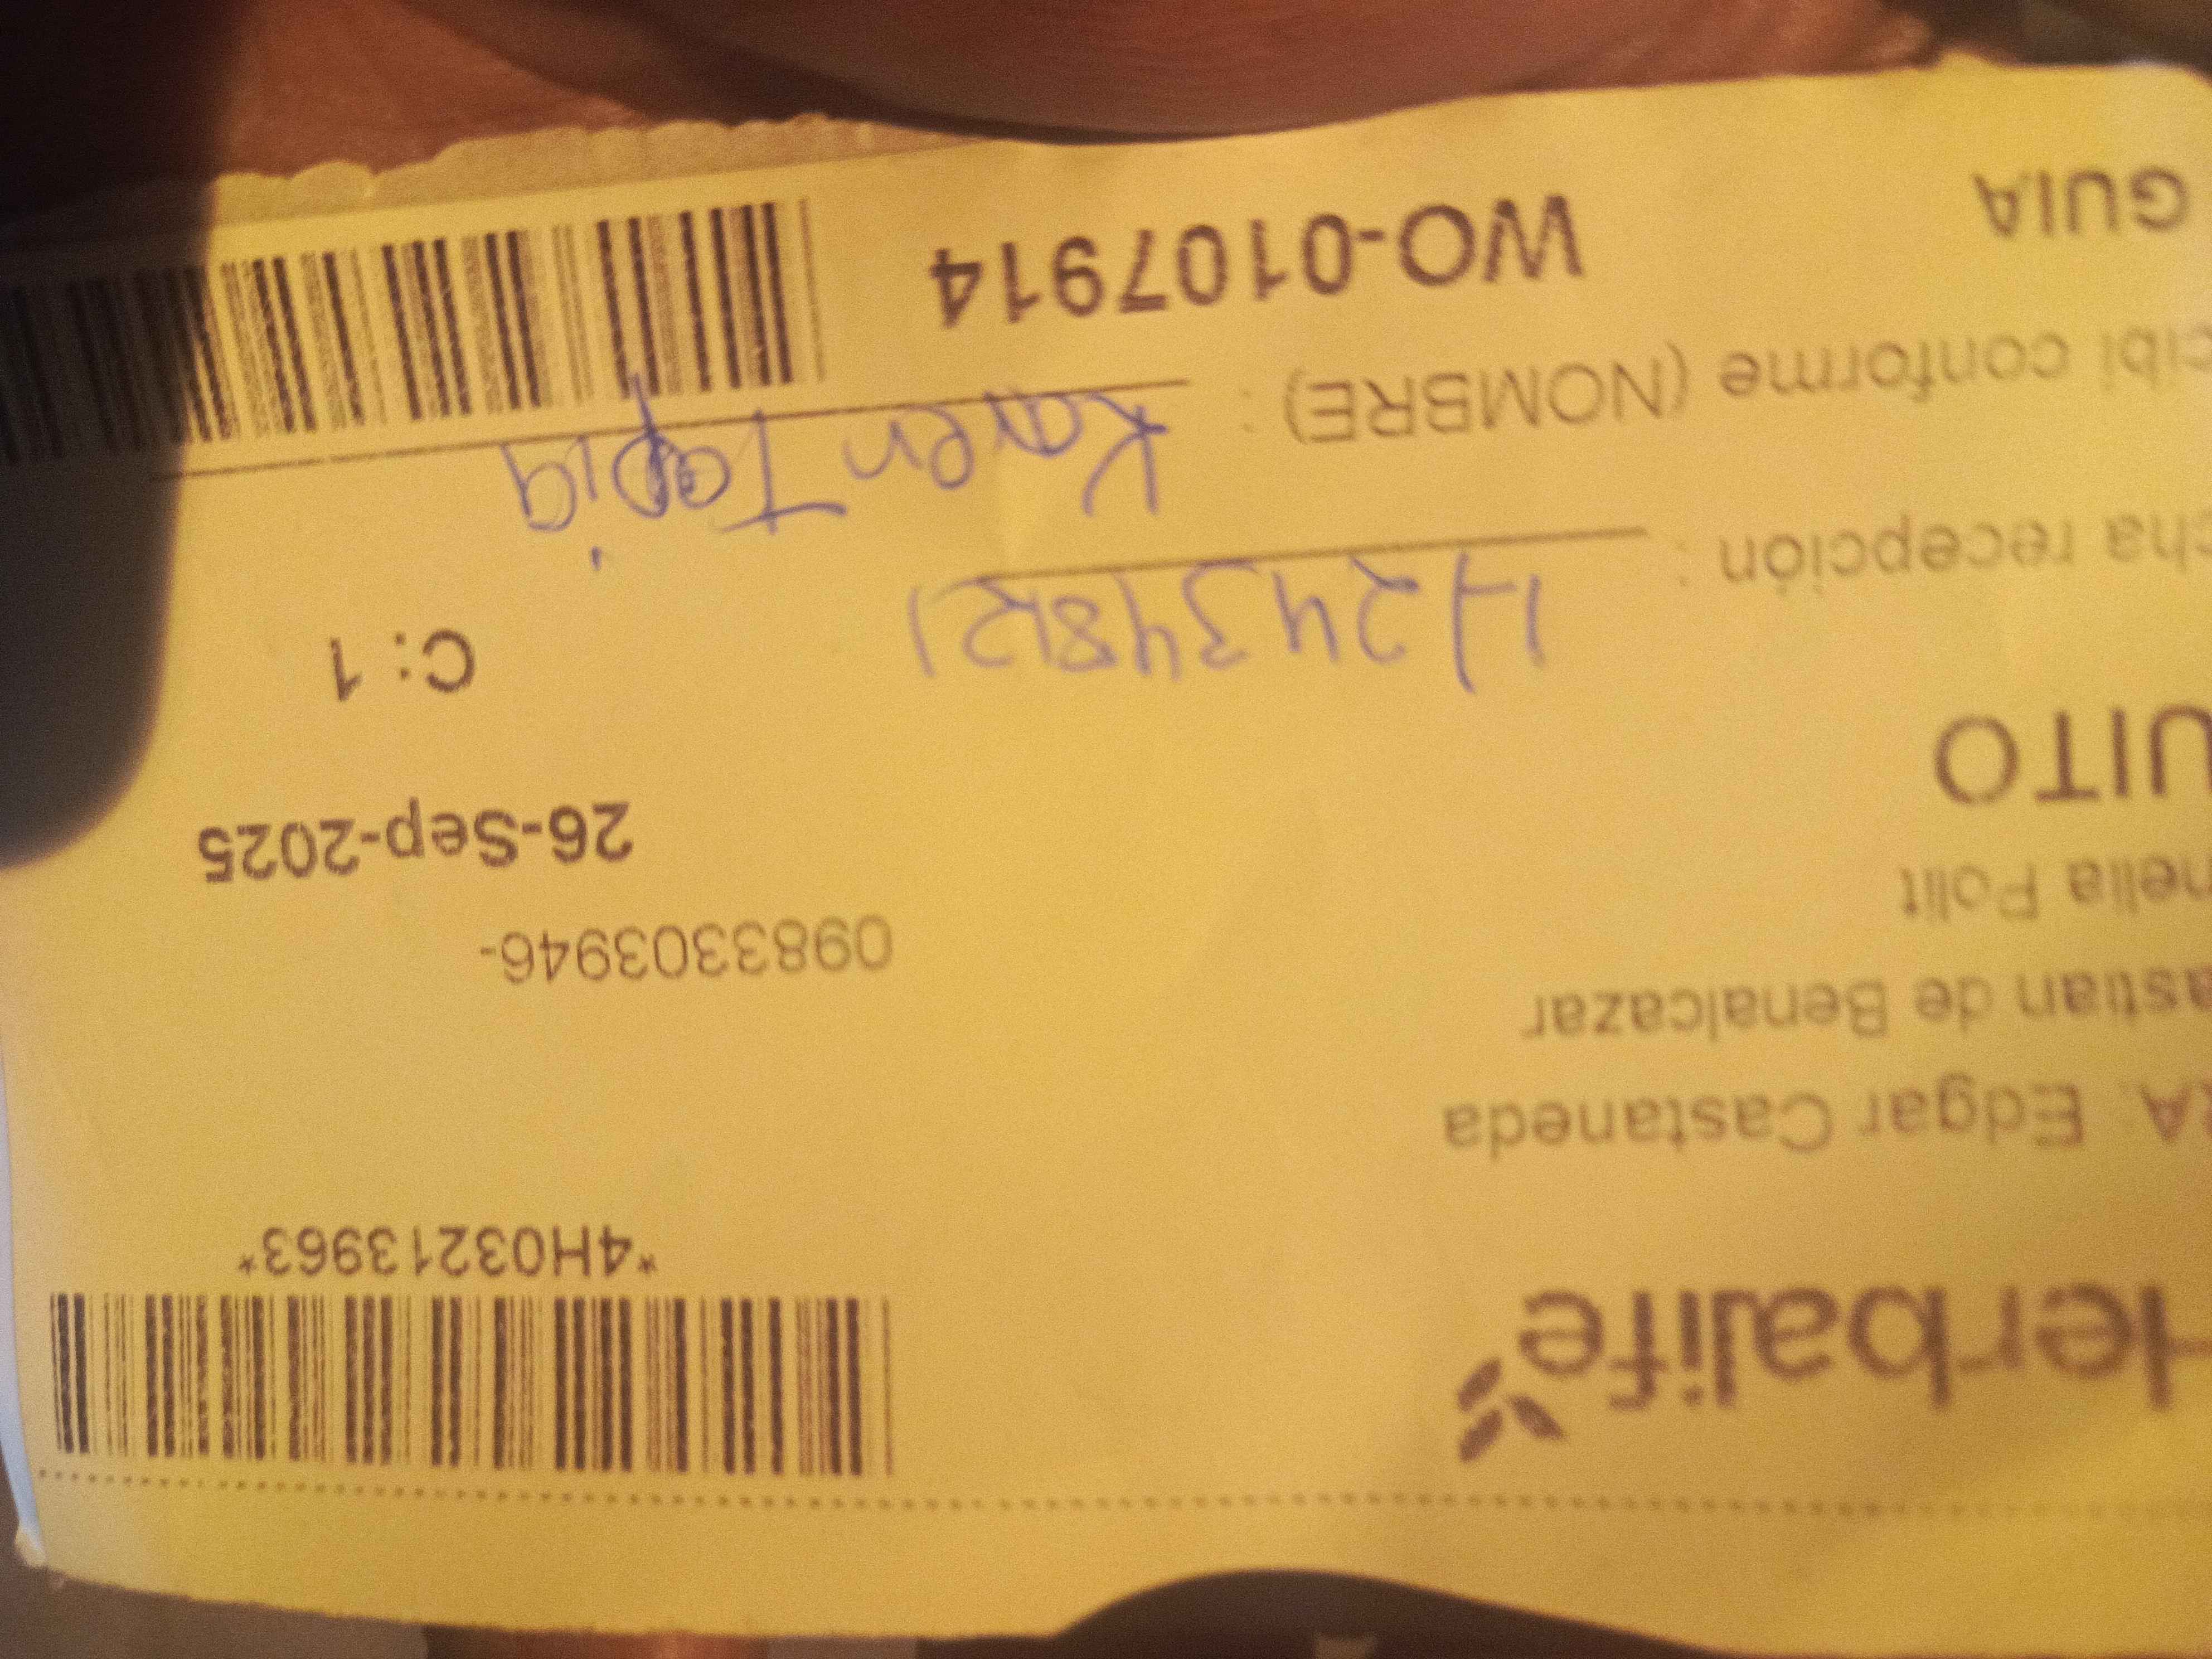 Herbalife
*4H03213963*
RA. Edgar Castaneda
astian de Benalcazar
nella Polit
0983303946-
UITO
26-Sep-2025
C: 1
cha recepción :
cibi conforme (NOMBRE) : Karen Tapia
GUIA
WO-0107914